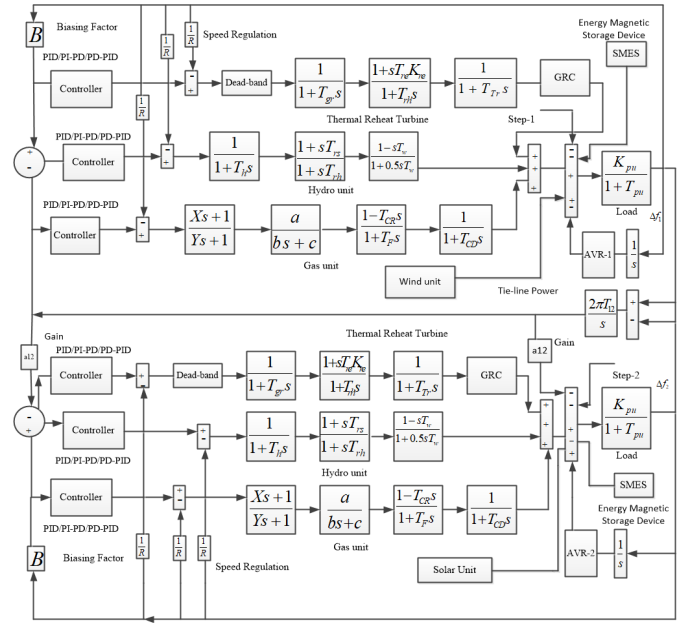 Biasing Factor
B
1/R
1/R
1/R
Speed Regulation
Energy Magnetic
Storage Device
SMES
PID/PI-PD/PD-PID
Controller
-
+
Dead-band
1/(1+T_gr s)
(1+sT_re K_re)/(1+T_rh s)
1/(1+T_Tr s)
GRC
Thermal Reheat Turbine
Step-1
+
-
PID/PI-PD/PD-PID
Controller
-
+
1/(1+T_h s)
(1+sT_rs)/(1+sT_rh)
(1-sT_w)/(1+0.5sT_w)
+
+
+
-
+
-
K_pu/(1+T_pu)
Hydro unit
Load
Δf_1
PID/PI-PD/PD-PID
Controller
-
+
(Xs+1)/(Ys+1)
a/(bs+c)
(1-T_CR s)/(1+T_F s)
1/(1+T_CD s)
Gas unit
AVR-1
1/s
Wind unit
Tie-line Power
2πT_12/s
+
-
Gain
a12
Thermal Reheat Turbine
a12
Gain
PID/PI-PD/PD-PID
Controller
+
-
Dead-band
1/(1+T_gr s)
(1+sT_re K_re)/(1+T_rh s)
1/(1+T_Tr s)
GRC
Step-2
Δf_2
-
+
Controller
+
-
1/(1+T_h s)
(1+sT_rs)/(1+sT_rh)
(1-sT_w)/(1+0.5sT_w)
+
+
+
-
-
+
-
+
K_pu/(1+T_pu)
Load
PID/PI-PD/PD-PID
Hydro unit
Controller
+
-
(Xs+1)/(Ys+1)
a/(bs+c)
(1-T_CR s)/(1+T_F s)
1/(1+T_CD s)
SMES
PID/PI-PD/PD-PID
Gas unit
Energy Magnetic
Storage Device
B
Biasing Factor
1/R
1/R
1/R
Speed Regulation
Solar Unit
AVR-2
1/s